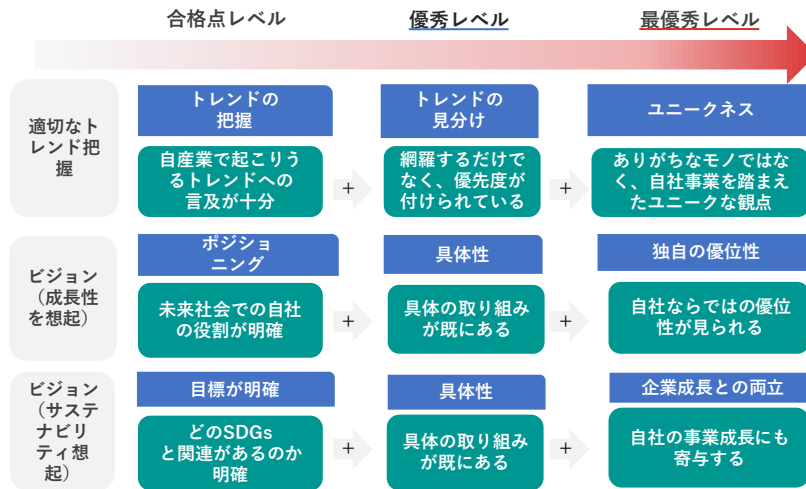 合格点レベル
優秀レベル
最優秀レベル
適切なト
レンド把
握
トレンドの
把握
自産業で起こりう
るトレンドへの
言及が十分
+
トレンドの
見分け
網羅するだけで
なく、優先度が
付けられている
+
ユニークネス
ありがちなモノではな
く、自社事業を踏まえ
たユニークな観点
ビジョン
（成長性
を想起）
ポジショ
ニング
未来社会での自社
の役割が明確
+
具体性
具体の取り組み
が既にある
+
独自の優位性
自社ならではの優位
性が見られる
ビジョン
（サステ
ナビリ
ティ想
起）
目標が明確
どのSDGs
と関連があるのか
明確
+
具体性
具体の取り組み
が既にある
+
企業成長との両立
自社の事業成長にも
寄与する